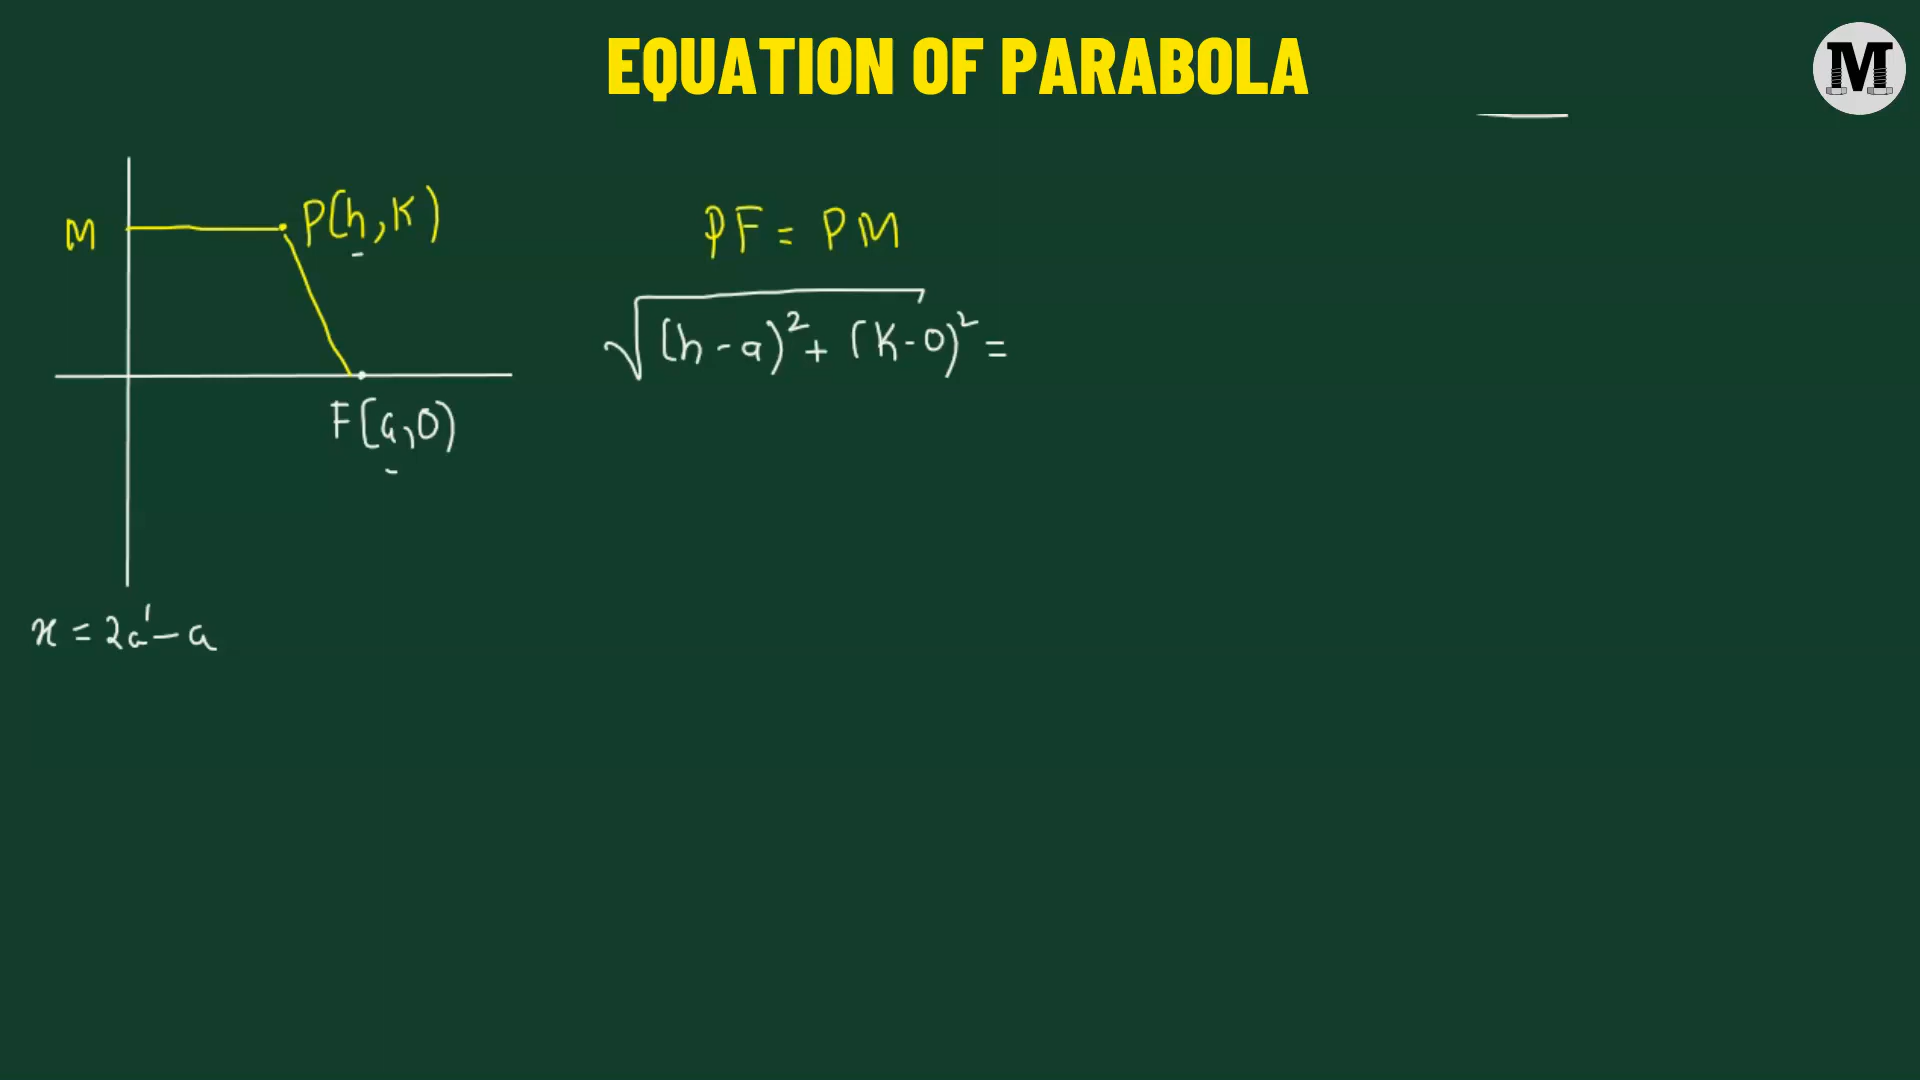 EQUATION OF PARABOLA
M
M
P(h,K)
PF = PM
√(h-a)²+(K-0)² =
F(a,0)
x = 2a'-a